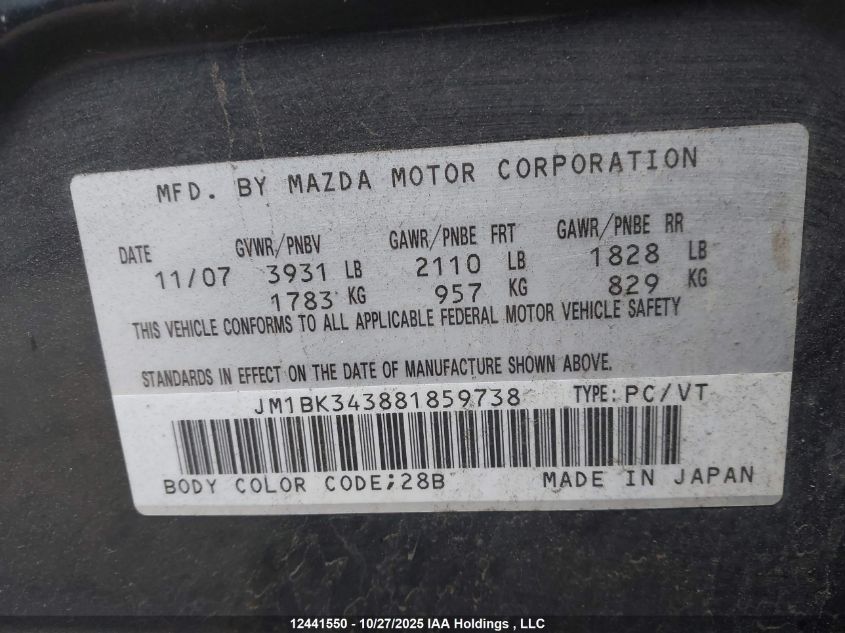 MFD. BY MAZDA MOTOR CORPORATION
DATE GVWR/PNBV GAWR/PNBE FRT GAWR/PNBE RR
11/07 3931 LB 2110 LB 1828 LB
1783 KG 957 KG 829 KG
THIS VEHICLE CONFORMS TO ALL APPLICABLE FEDERAL MOTOR VEHICLE SAFETY
STANDARDS IN EFFECT ON THE DATE OF MANUFACTURE SHOWN ABOVE.
JM1BK343881859738 TYPE: PC/VT
BODY COLOR CODE;28B MADE IN JAPAN
12441550 - 10/27/2025 IAA Holdings , LLC